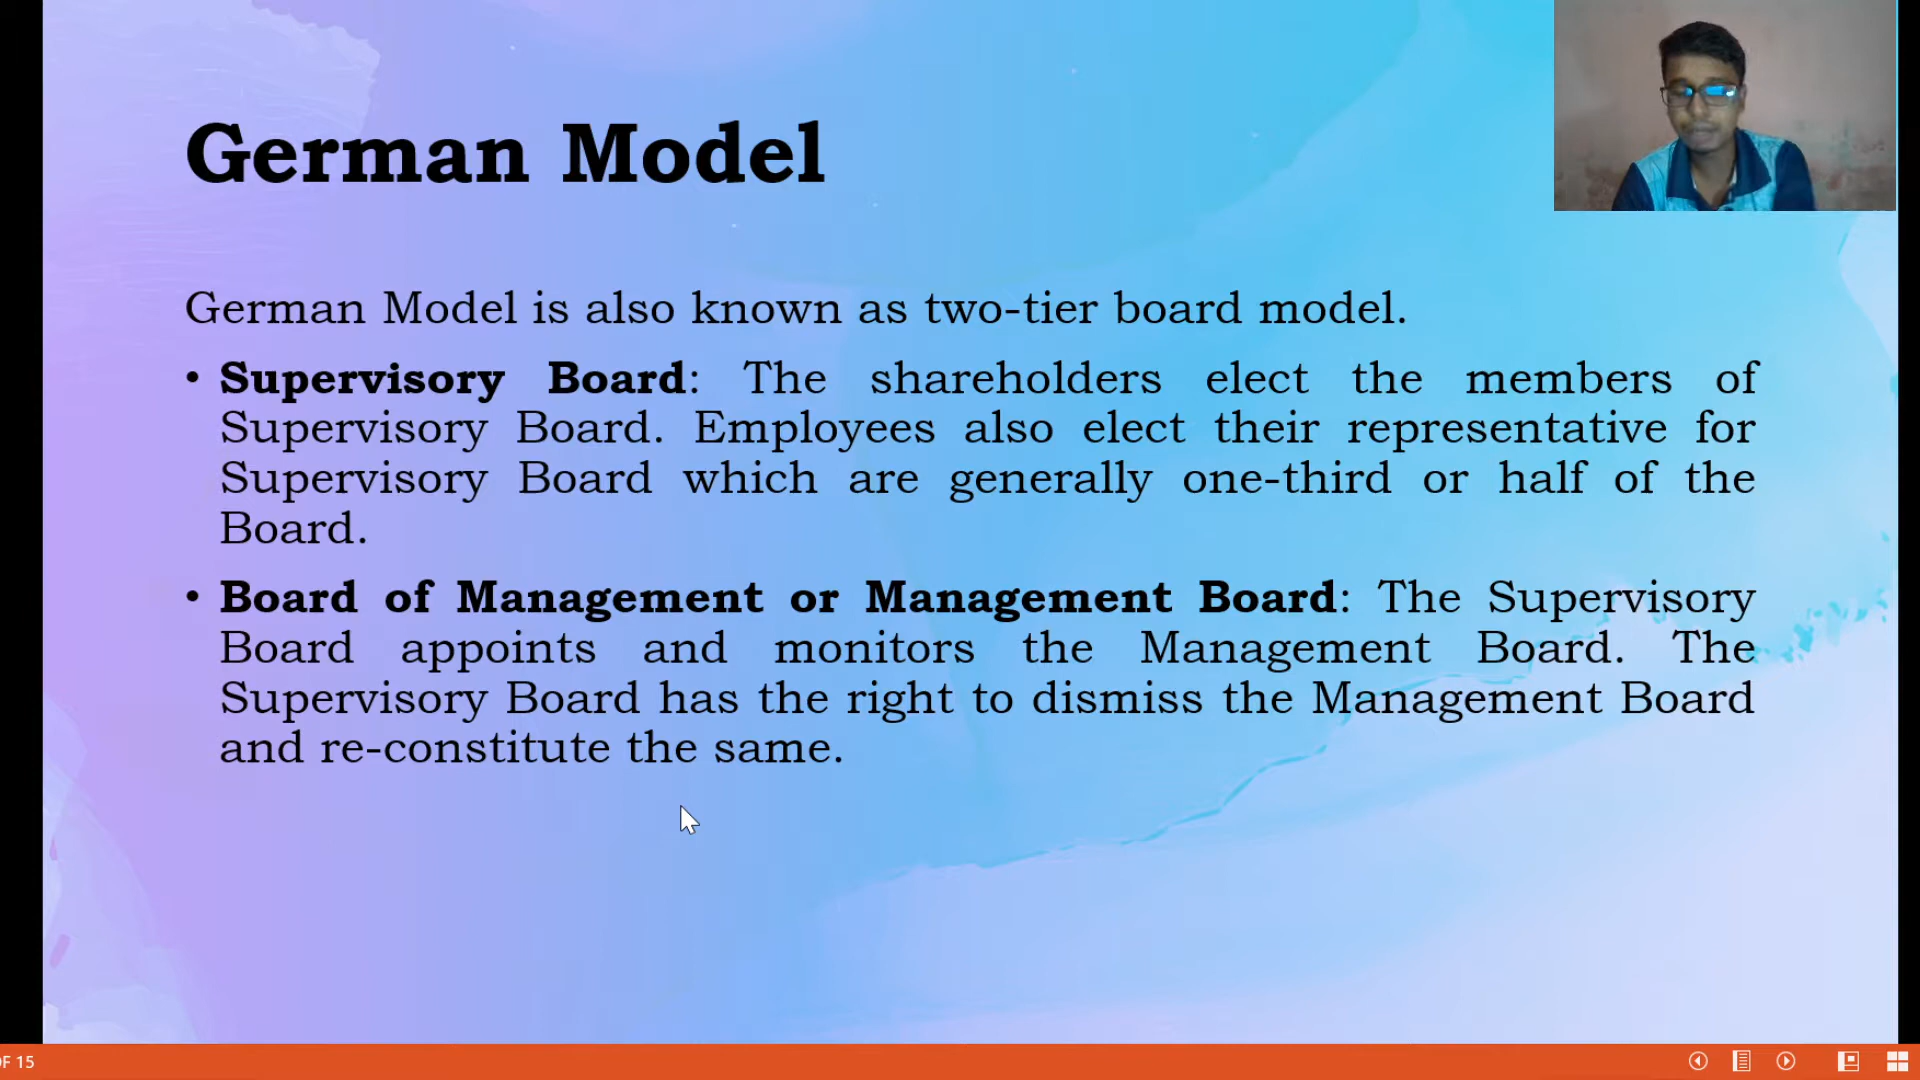 German Model
German Model is also known as two-tier board model.
• Supervisory Board: The shareholders elect the members of
Supervisory Board. Employees also elect their representative for
Supervisory Board which are generally one-third or half of the
Board.
• Board of Management or Management Board: The Supervisory
Board appoints and monitors the Management Board. The
Supervisory Board has the right to dismiss the Management Board
and re-constitute the same.
OF 15